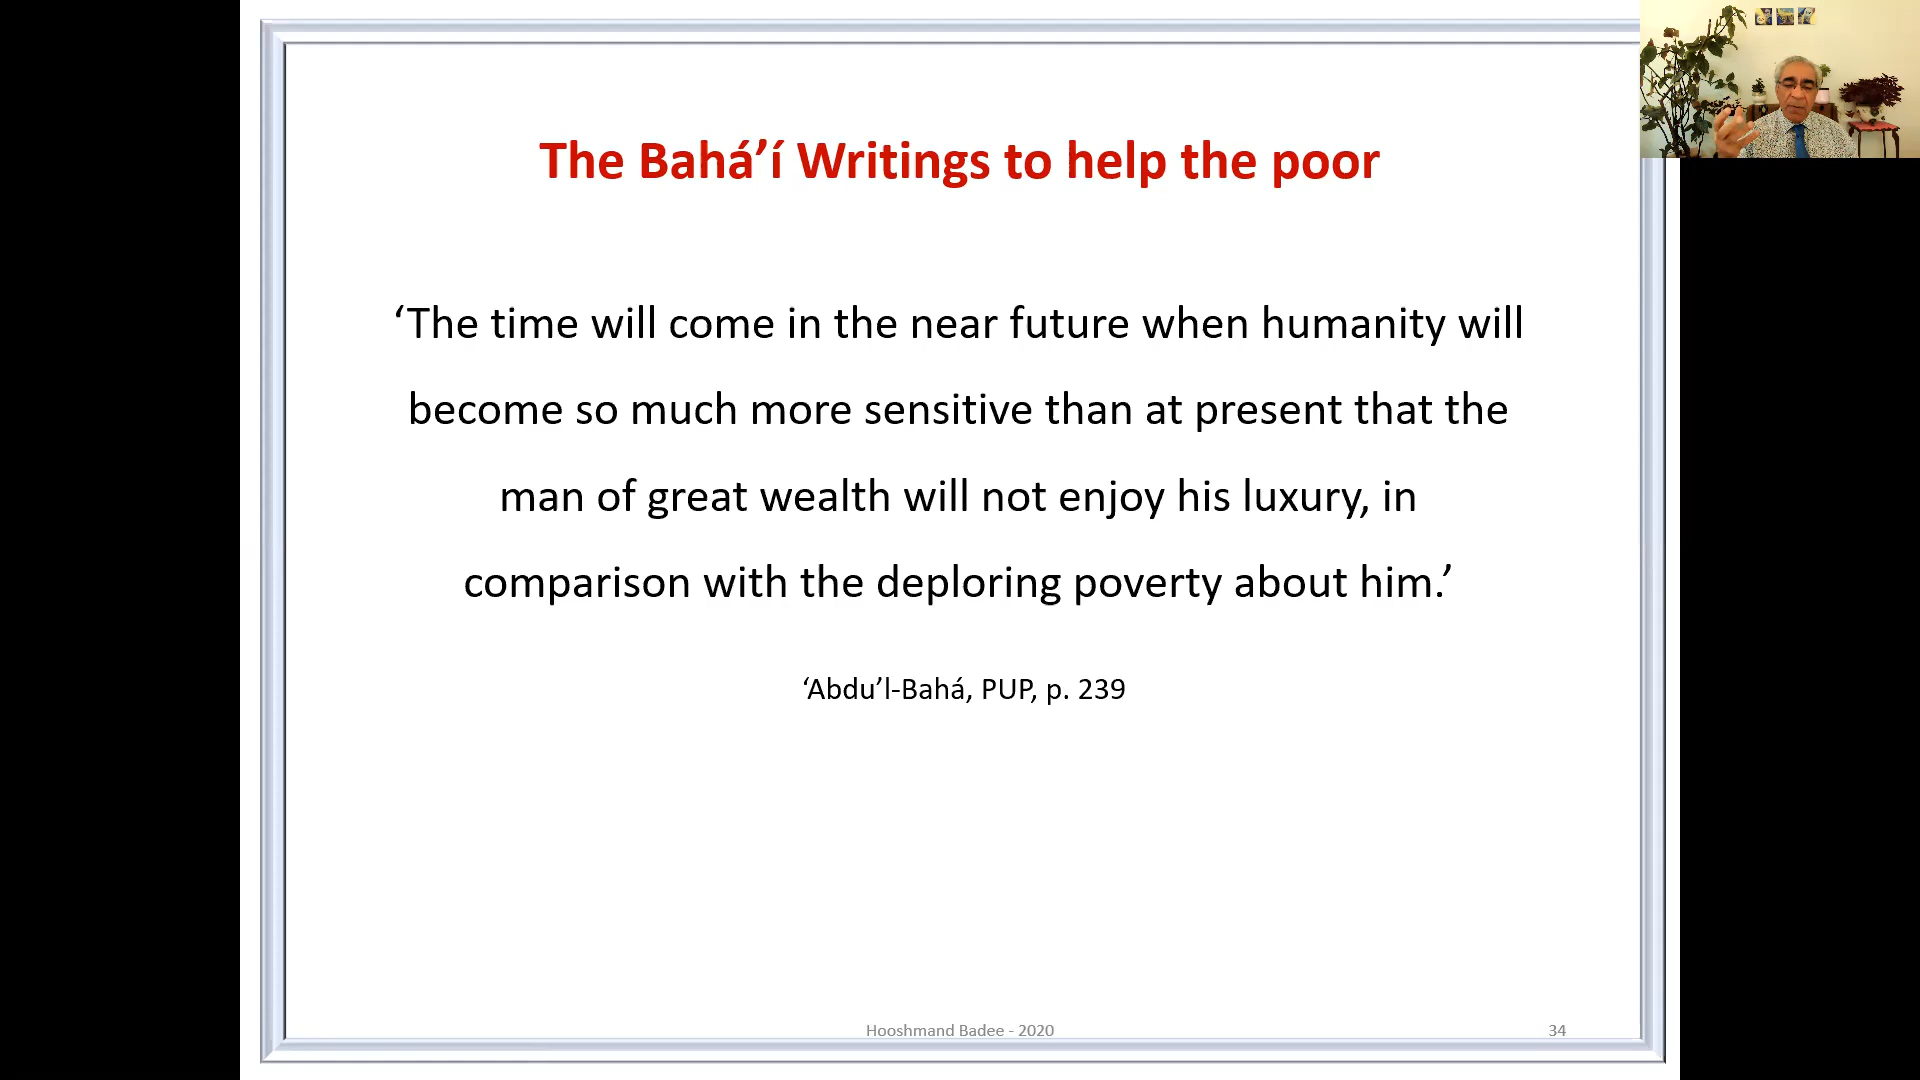 The Bahá’í Writings to help the poor
‘The time will come in the near future when humanity will
become so much more sensitive than at present that the
man of great wealth will not enjoy his luxury, in
comparison with the deploring poverty about him.’
‘Abdu’l-Bahá, PUP, p. 239
Hooshmand Badee - 2020
34